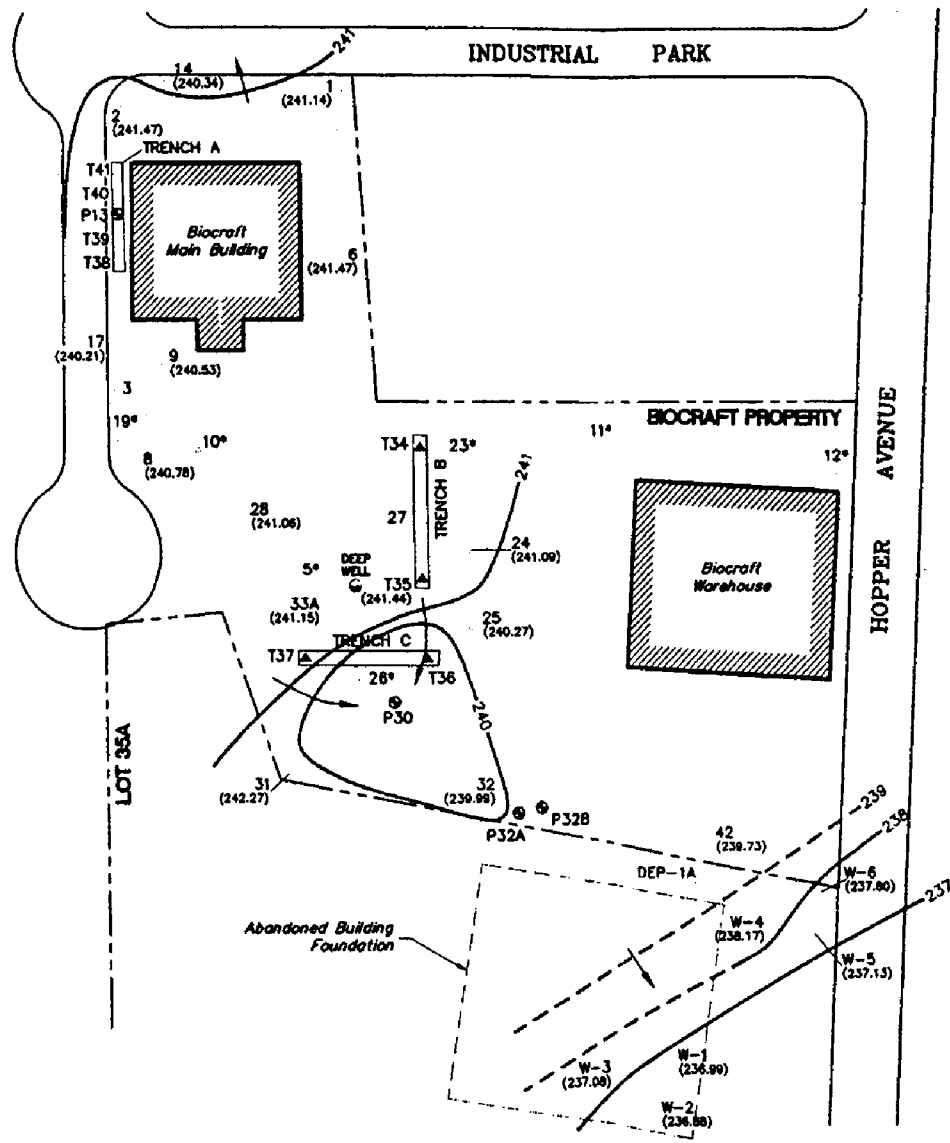 241
INDUSTRIAL PARK
14
(240.34)
1
(241.14)
2
(241.47)
TRENCH A
T41
T40
P13
T39
T38
Biocraft
Main Building
6
(241.47)
17
(240.21)
9
(240.53)
3
BIOCRAFT PROPERTY
HOPPER AVENUE
19*
10*
8
(240.78)
T34
23*
11*
12*
TRENCH B
241
28
(241.06)
27
24
(241.09)
5*
DEEP
WELL
T35
(241.44)
Biocraft
Warehouse
33A
(241.15)
25
(240.27)
TRENCH C
T37
T36
26*
P30
240
LOT 35A
31
(242.27)
32
(239.99)
P32A
P32B
239
238
42
(239.73)
DEP-1A
W-6
(237.80)
237
Abandoned Building
Foundation
W-4
(238.17)
W-5
(237.13)
W-1
(236.99)
W-3
(237.08)
W-2
(236.88)